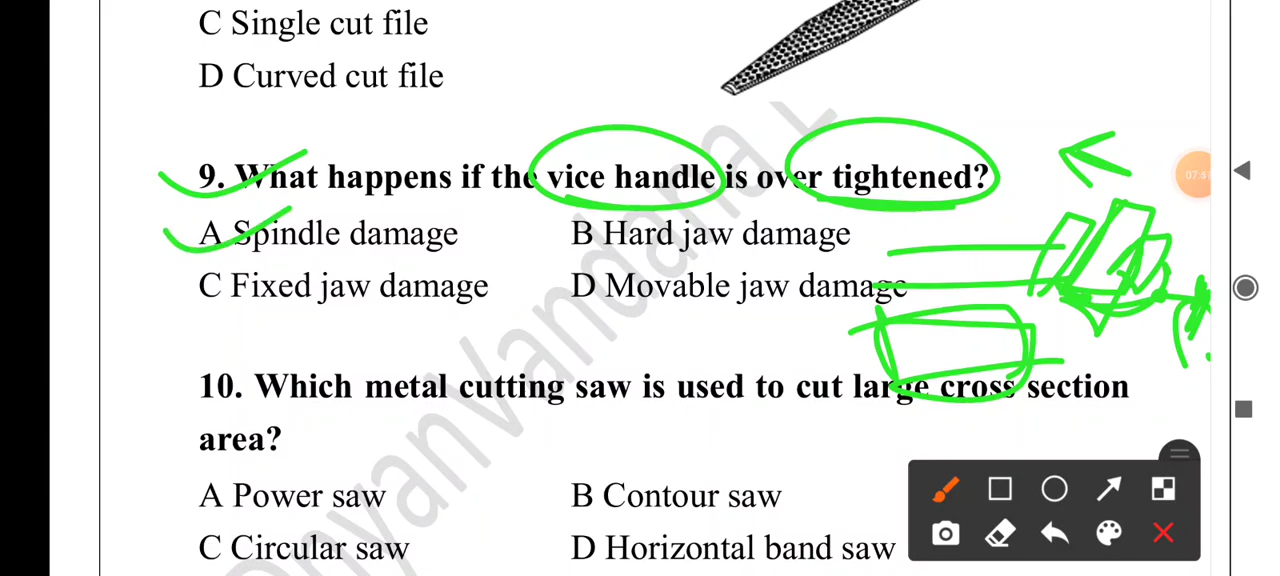 C Single cut file
D Curved cut file
9. What happens if the vice handle is over tightened?
A Spindle damage B Hard jaw damage
C Fixed jaw damage D Movable jaw damage
10. Which metal cutting saw is used to cut large cross section
area?
A Power saw B Contour saw
C Circular saw D Horizontal band saw